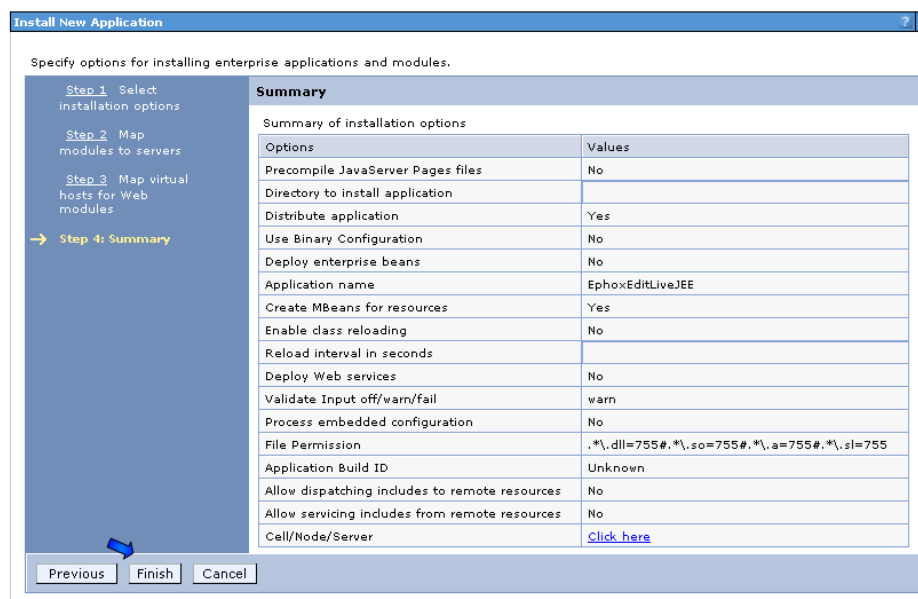 Install New Application
?
Specify options for installing enterprise applications and modules.
Step 1 Select
installation options
Step 2 Map
modules to servers
Step 3 Map virtual
hosts for Web
modules
Step 4: Summary
Summary
Summary of installation options
Options Values
Precompile JavaServer Pages files No
Directory to install application
Distribute application Yes
Use Binary Configuration No
Deploy enterprise beans No
Application name EphoxEditLiveJEE
Create MBeans for resources Yes
Enable class reloading No
Reload interval in seconds
Deploy Web services No
Validate Input off/warn/fail warn
Process embedded configuration No
File Permission .*\.dll=755#.*\.so=755#.*\.a=755#.*\.sl=755
Application Build ID Unknown
Allow dispatching includes to remote resources No
Allow servicing includes from remote resources No
Cell/Node/Server Click here
Previous Finish Cancel